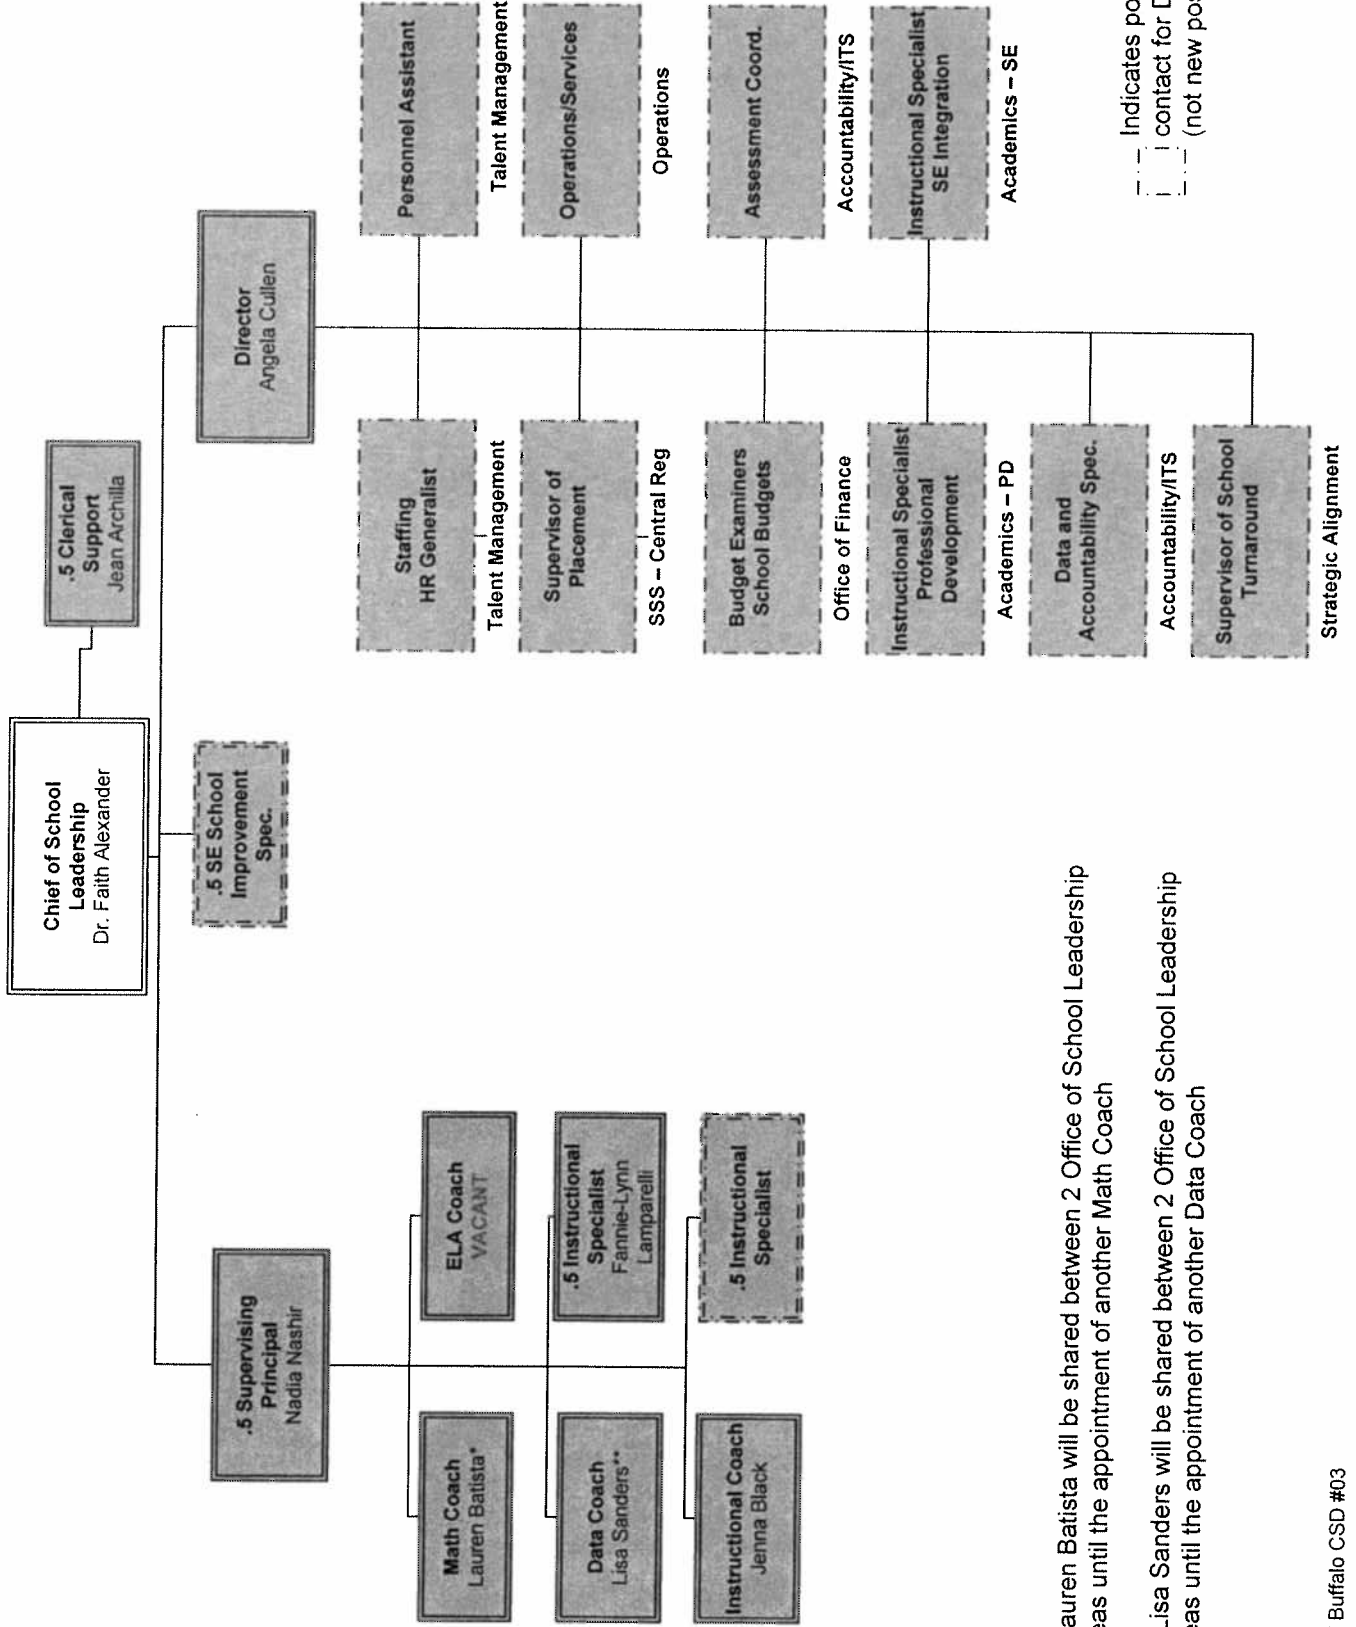 Chief of School
Leadership
Dr. Faith Alexander
.5 Clerical
Support
Jean Archilla
.5 Supervising
Principal
Nadia Nashir
.5 SE School
Improvement
Spec.
Director
Angela Cullen
Math Coach
Lauren Batista*
ELA Coach
VACANT
Data Coach
Lisa Sanders**
.5 Instructional
Specialist
Fannie-Lynn
Lamparelli
Instructional Coach
Jenna Black
.5 Instructional
Specialist
Staffing
HR Generalist
Talent Management
Personnel Assistant
Talent Management
Supervisor of
Placement
SSS – Central Reg
Operations/Services
Operations
Budget Examiners
School Budgets
Office of Finance
Assessment Coord.
Accountability/ITS
Instructional Specialist
Professional
Development
Academics – PD
Instructional Specialist
SE Integration
Academics – SE
Data and
Accountability Spec.
Accountability/ITS
Supervisor of School
Turnaround
Strategic Alignment
auren Batista will be shared between 2 Office of School Leadership
eas until the appointment of another Math Coach
Lisa Sanders will be shared between 2 Office of School Leadership
eas until the appointment of another Data Coach
Indicates po
contact for D
(not new pos
Buffalo CSD #03